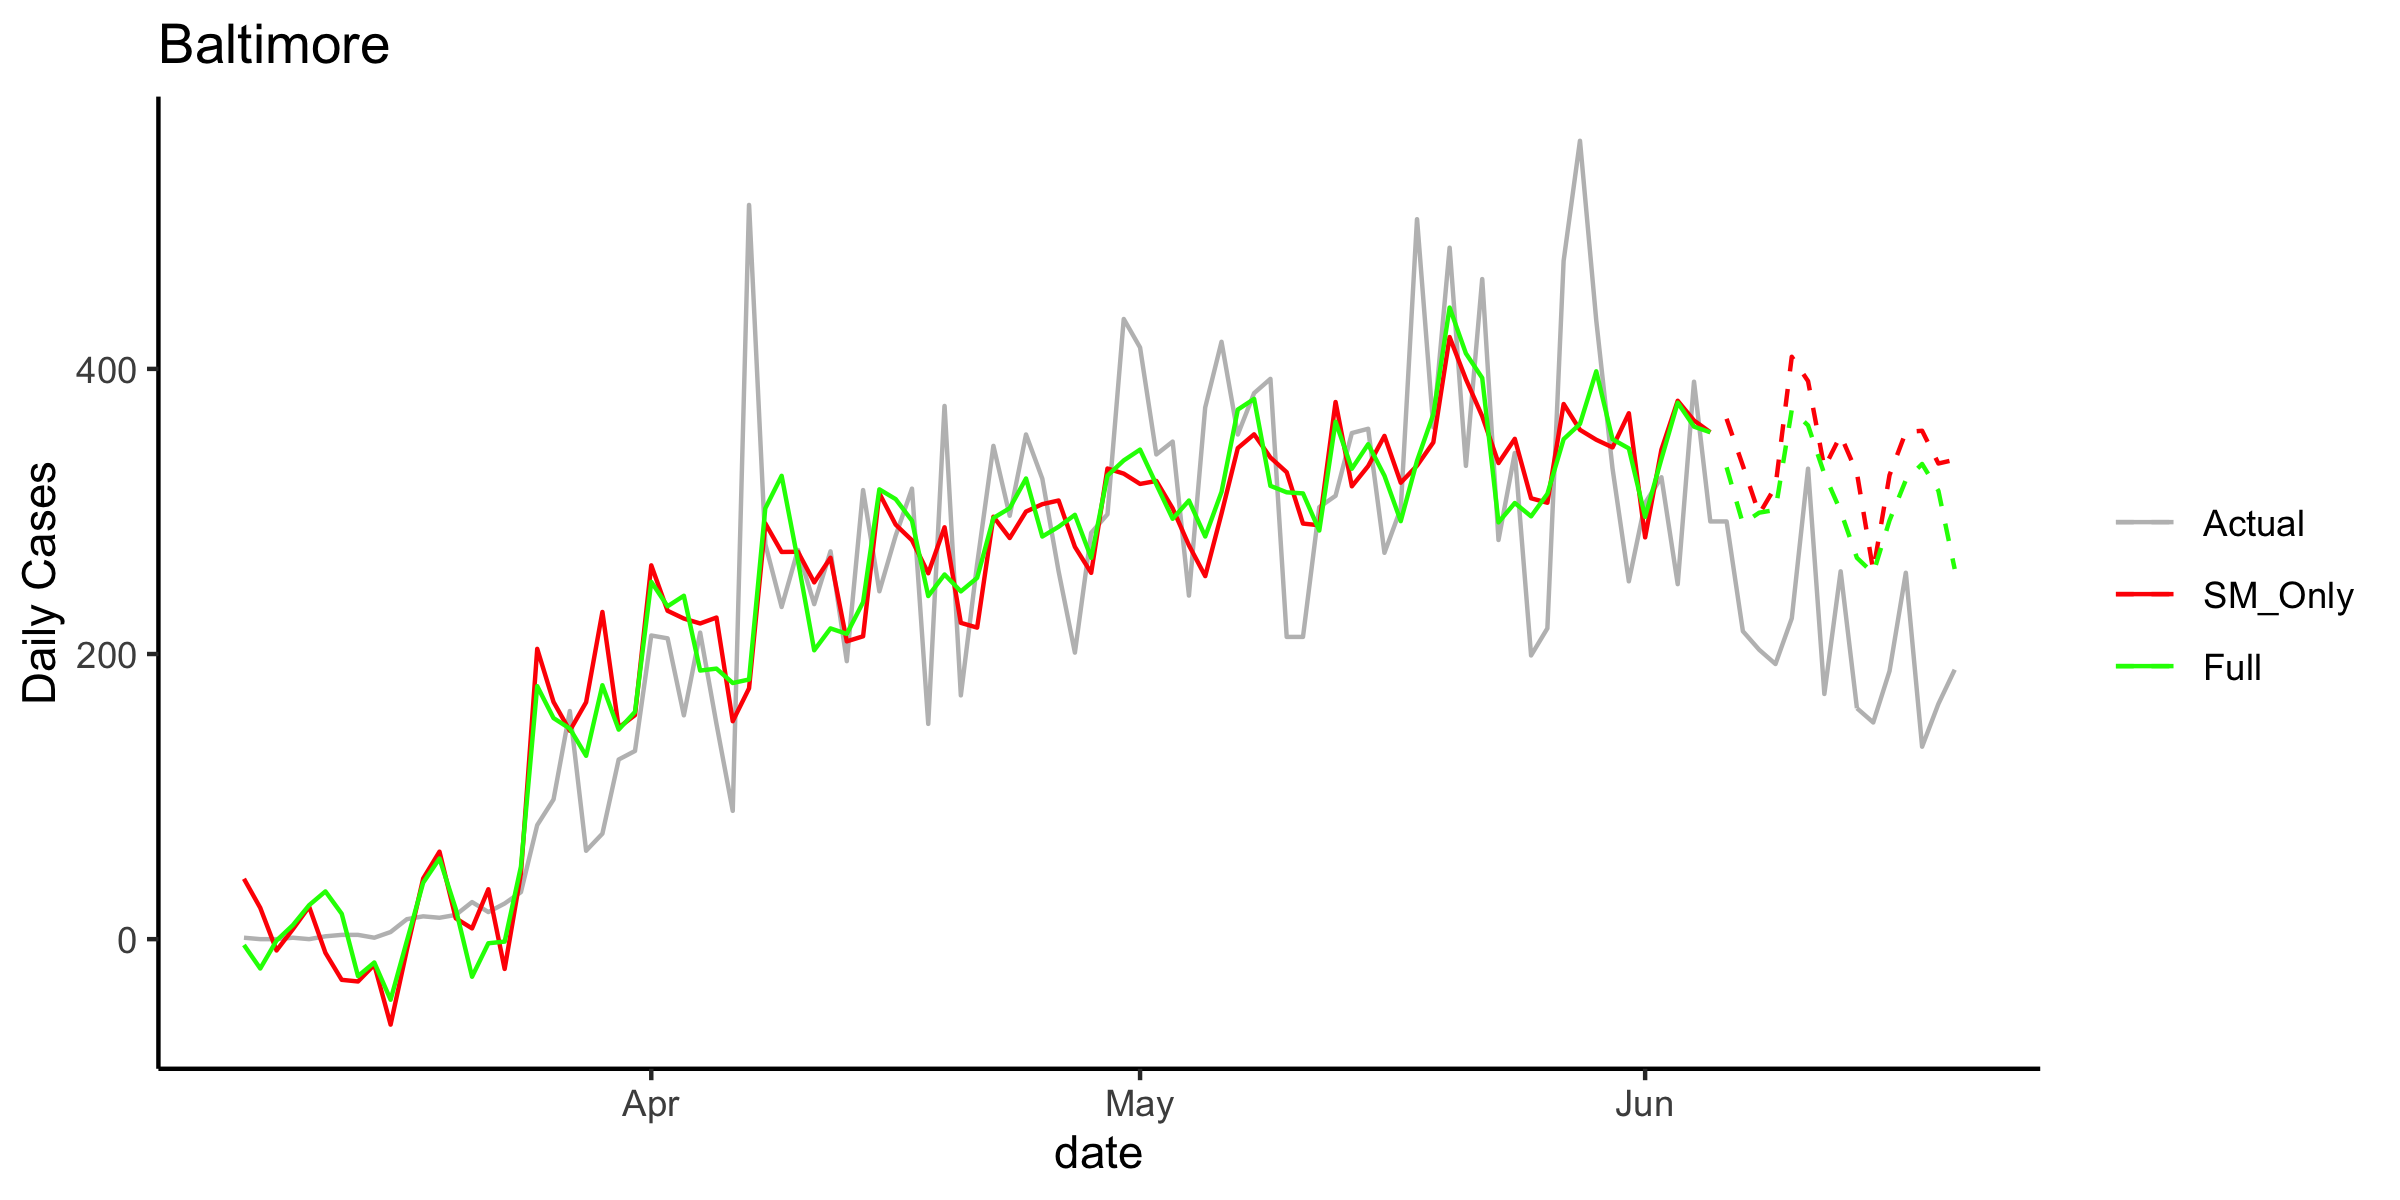 Baltimore
Daily Cases
400
200
0
Apr
May
Jun
date
Actual
SM_Only
Full